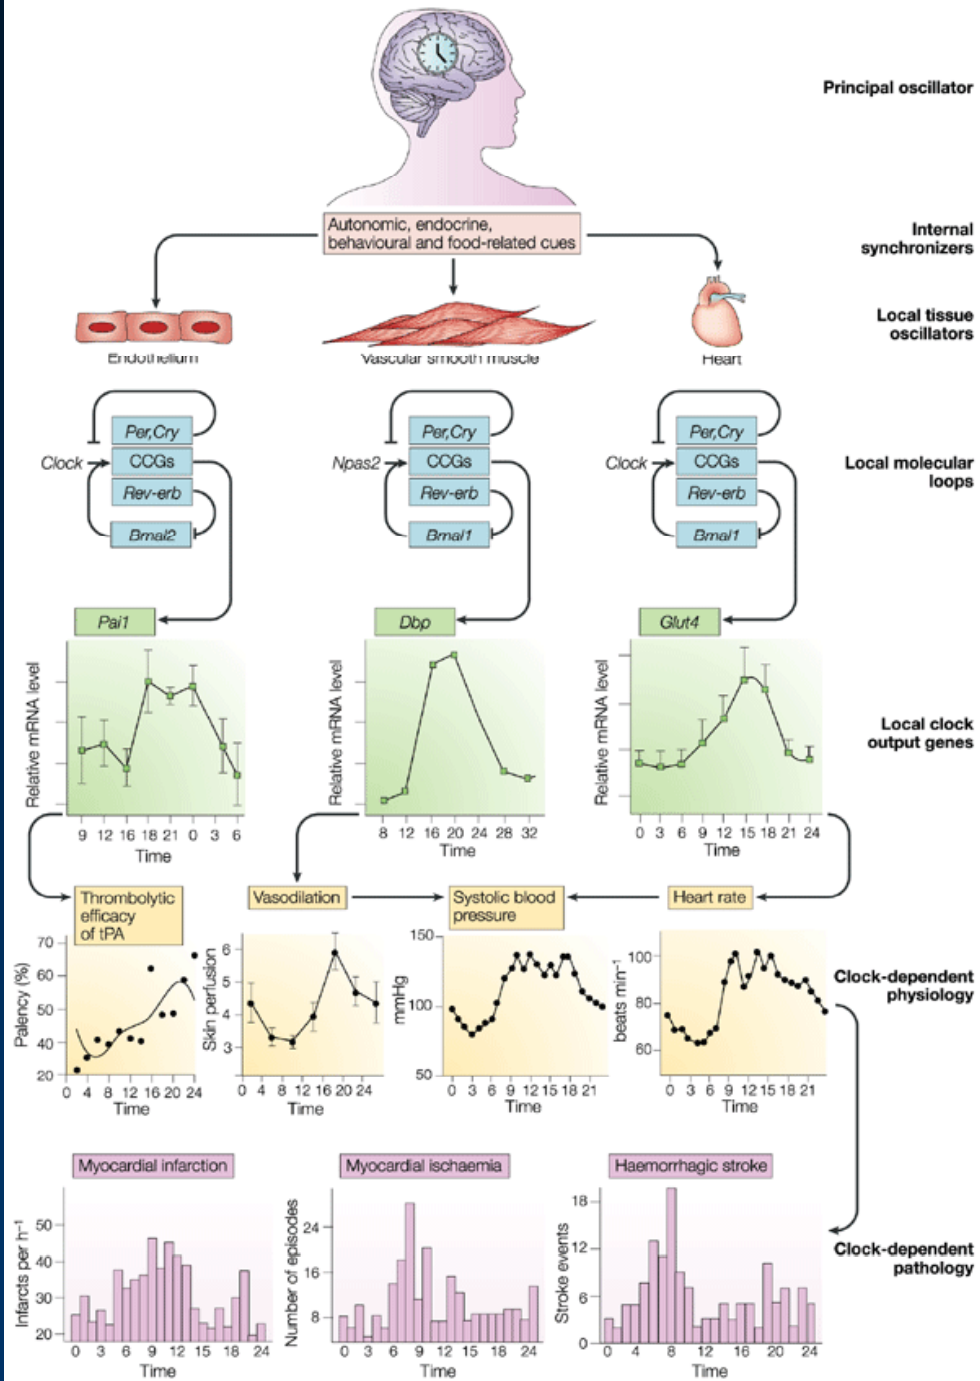 Principal oscillator
Autonomic, endocrine,
behavioural and food-related cues
Internal
synchronizers
Local tissue
oscillators
Endothelium
Vascular smooth muscle
Heart
Per,Cry
Clock
CCGs
Rev-erb
Bmal2
Per,Cry
Npas2
CCGs
Rev-erb
Bmal1
Per,Cry
Clock
CCGs
Rev-erb
Bmal1
Local molecular
loops
Pai1
Relative mRNA level
9 12 16 18 21 0 3 6
Time
Dbp
Relative mRNA level
8 12 16 20 24 28 32
Time
Glut4
Relative mRNA level
0 3 6 9 12 15 18 21 24
Time
Local clock
output genes
Thrombolytic
efficacy
of tPA
Palency (%)
70
60
50
40
20
0 4 8 12 16 20 24
Time
Vasodilation
Skin perfusion
6
5
4
3
0 4 8 12 16 20 24
Time
Systolic blood
pressure
mmHg
150
100
50
0 3 6 9 12 15 18 21
Time
Heart rate
beats min⁻¹
100
80
60
0 3 6 9 12 15 18 21
Time
Clock-dependent
physiology
Myocardial infarction
Infarcts per h⁻¹
50
40
30
20
0 3 6 9 12 15 18 21 24
Time
Myocardial ischaemia
Number of episodes
24
16
8
0 3 6 9 12 15 18 21 24
Time
Haemorrhagic stroke
Stroke events
18
12
6
0
0 4 8 12 16 20 24
Time
Clock-dependent
pathology